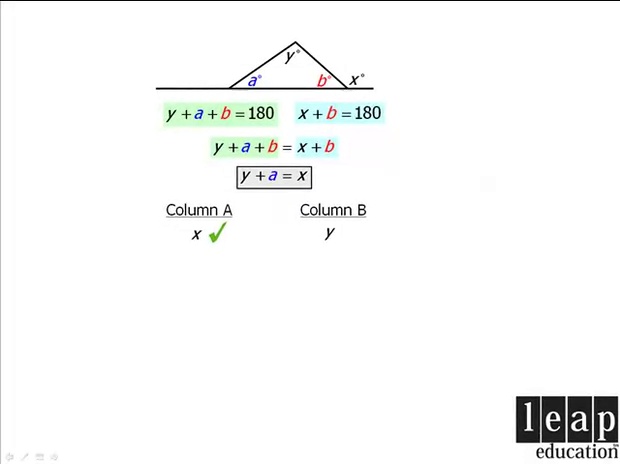 y°
a° b° x°
y + a + b = 180 x + b = 180
y + a + b = x + b
y + a = x
Column A Column B
x ✓ y
leap
education™